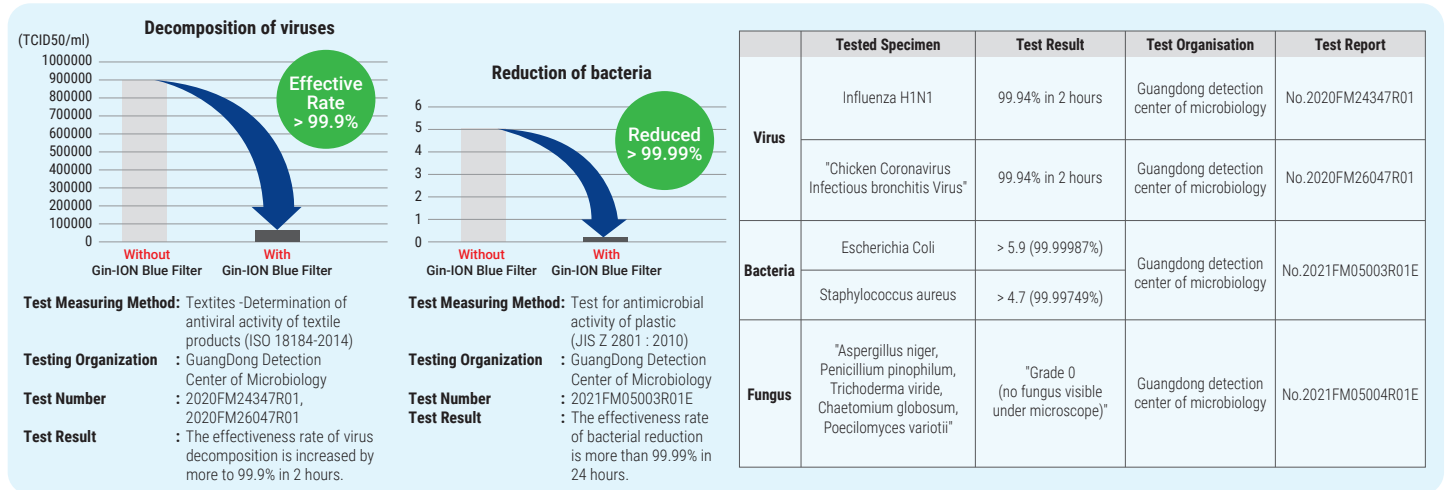 Decomposition of viruses
(TCID50/ml)
1000000
900000
800000
700000
600000
500000
400000
300000
200000
100000
0
Effective
Rate
> 99.9%
Without
Gin-ION Blue Filter
With
Gin-ION Blue Filter
Test Measuring Method: Textites -Determination of
antiviral activity of textile
products (ISO 18184-2014)
Testing Organization : GuangDong Detection
Center of Microbiology
Test Number : 2020FM24347R01,
2020FM26047R01
Test Result : The effectiveness rate of virus
decomposition is increased by
more to 99.9% in 2 hours.
Reduction of bacteria
6
5
4
3
2
1
0
Reduced
> 99.99%
Without
Gin-ION Blue Filter
With
Gin-ION Blue Filter
Test Measuring Method: Test for antimicrobial
activity of plastic
(JIS Z 2801 : 2010)
Testing Organization : GuangDong Detection
Center of Microbiology
Test Number : 2021FM05003R01E
Test Result : The effectiveness rate
of bacterial reduction
is more than 99.99% in
24 hours.
Tested Specimen Test Result Test Organisation Test Report
Virus
Influenza H1N1 99.94% in 2 hours Guangdong detection
center of microbiology No.2020FM24347R01
"Chicken Coronavirus
Infectious bronchitis Virus" 99.94% in 2 hours Guangdong detection
center of microbiology No.2020FM26047R01
Bacteria
Escherichia Coli > 5.9 (99.99987%)
Staphylococcus aureus > 4.7 (99.99749%)
Guangdong detection
center of microbiology No.2021FM05003R01E
Fungus
"Aspergillus niger,
Penicillium pinophilum,
Trichoderma viride,
Chaetomium globosum,
Poecilomyces variotii"
"Grade 0
(no fungus visible
under microscope)"
Guangdong detection
center of microbiology No.2021FM05004R01E